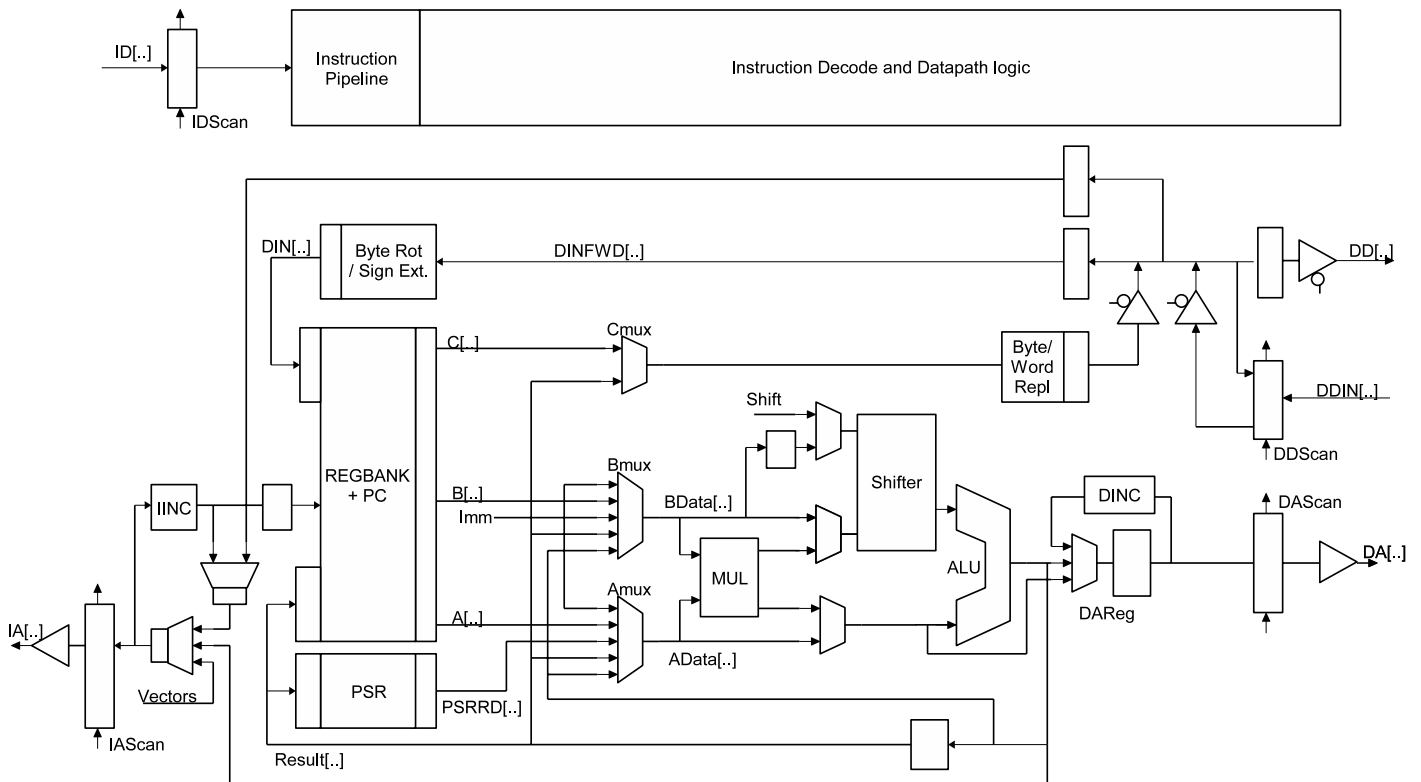 ID[..]
Instruction
Pipeline
Instruction Decode and Datapath logic
IDScan
DIN[..]
Byte Rot
/ Sign Ext.
DINFWD[..]
DD[..]
C[..]
Cmux
Byte/
Word
Repl
DDIN[..]
DDScan
Shift
REGBANK
+ PC
Bmux
B[..]
Imm
BData[..]
Shifter
IINC
DINC
DAScan
MUL
ALU
DA[..]
DAReg
Amux
A[..]
AData[..]
IA[..]
Vectors
PSR
PSRRD[..]
IAScan
Result[..]